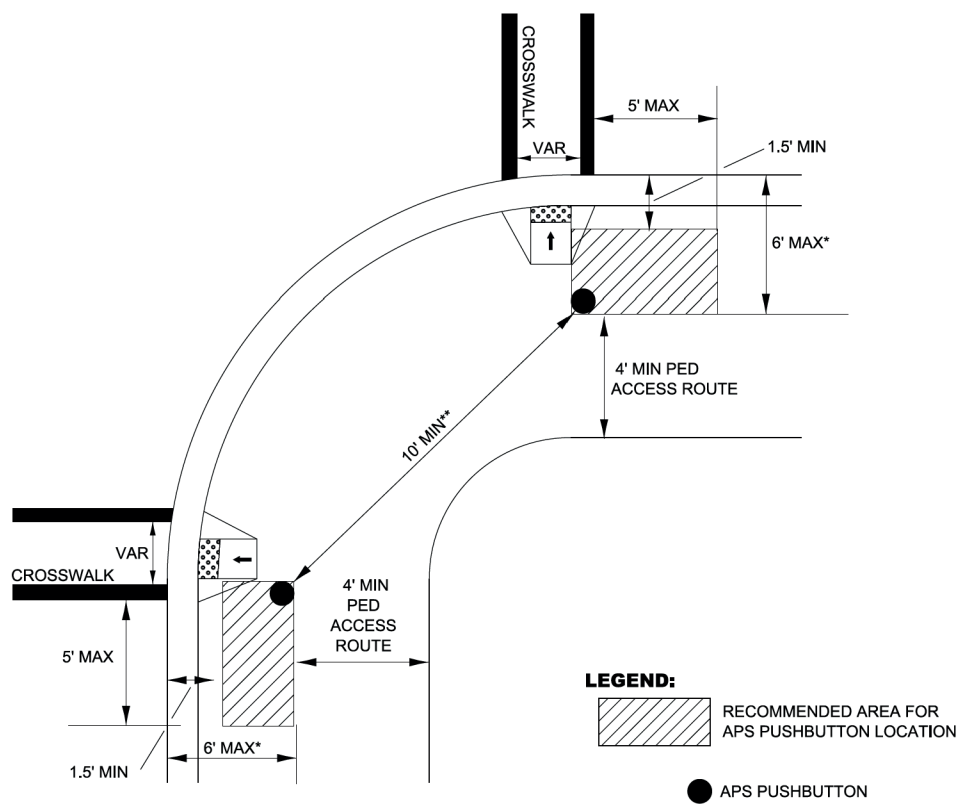 CROSSWALK
VAR
5' MAX
1.5' MIN
6' MAX*
4' MIN PED
ACCESS ROUTE
10' MIN**
VAR
CROSSWALK
5' MAX
4' MIN
PED
ACCESS
ROUTE
6' MAX*
1.5' MIN
LEGEND:
RECOMMENDED AREA FOR
APS PUSHBUTTON LOCATION
APS PUSHBUTTON